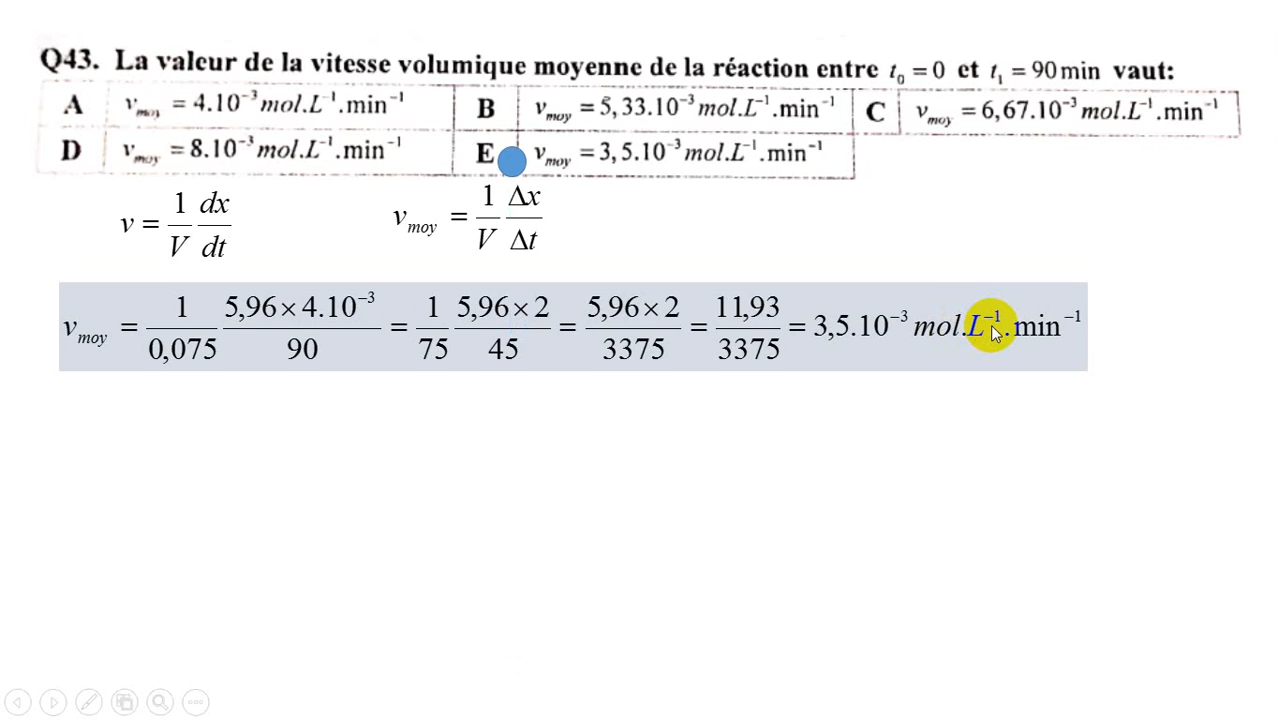 Q43. La valeur de la vitesse volumique moyenne de la réaction entre t₀ = 0 et t₁ = 90 min vaut:
A v_moy = 4.10⁻³ mol.L⁻¹.min⁻¹ B v_moy = 5,33.10⁻³ mol.L⁻¹.min⁻¹ C v_moy = 6,67.10⁻³ mol.L⁻¹.min⁻¹
D v_moy = 8.10⁻³ mol.L⁻¹.min⁻¹ E v_moy = 3,5.10⁻³ mol.L⁻¹.min⁻¹
v = 1/V dx/dt v_moy = 1/V Δx/Δt
v_moy = 1/0,075 5,96×4.10⁻³/90 = 1/75 5,96×2/45 = 5,96×2/3375 = 11,93/3375 = 3,5.10⁻³ mol.L⁻¹.min⁻¹